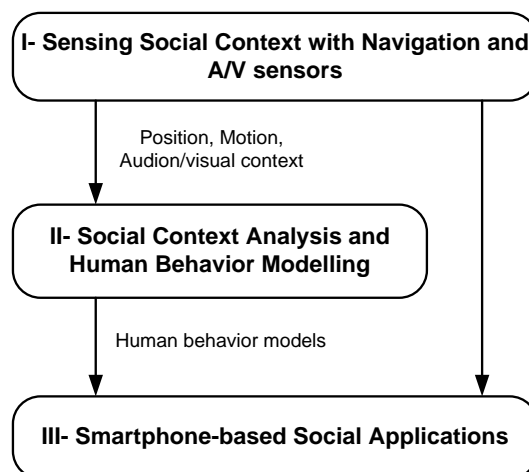 I- Sensing Social Context with Navigation and
A/V sensors
Position, Motion,
Audion/visual context
II- Social Context Analysis and
Human Behavior Modelling
Human behavior models
III- Smartphone-based Social Applications